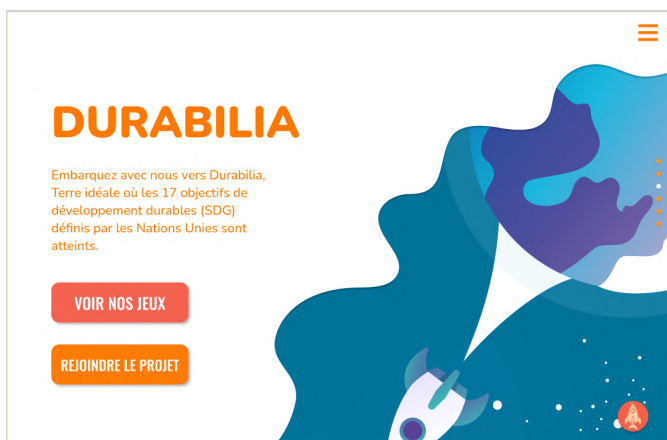 DURABILIA
Embarquez avec nous vers Durabilia,
Terre idéale où les 17 objectifs de
développement durables (SDG)
définis par les Nations Unies sont
atteints.
VOIR NOS JEUX
REJOINDRE LE PROJET